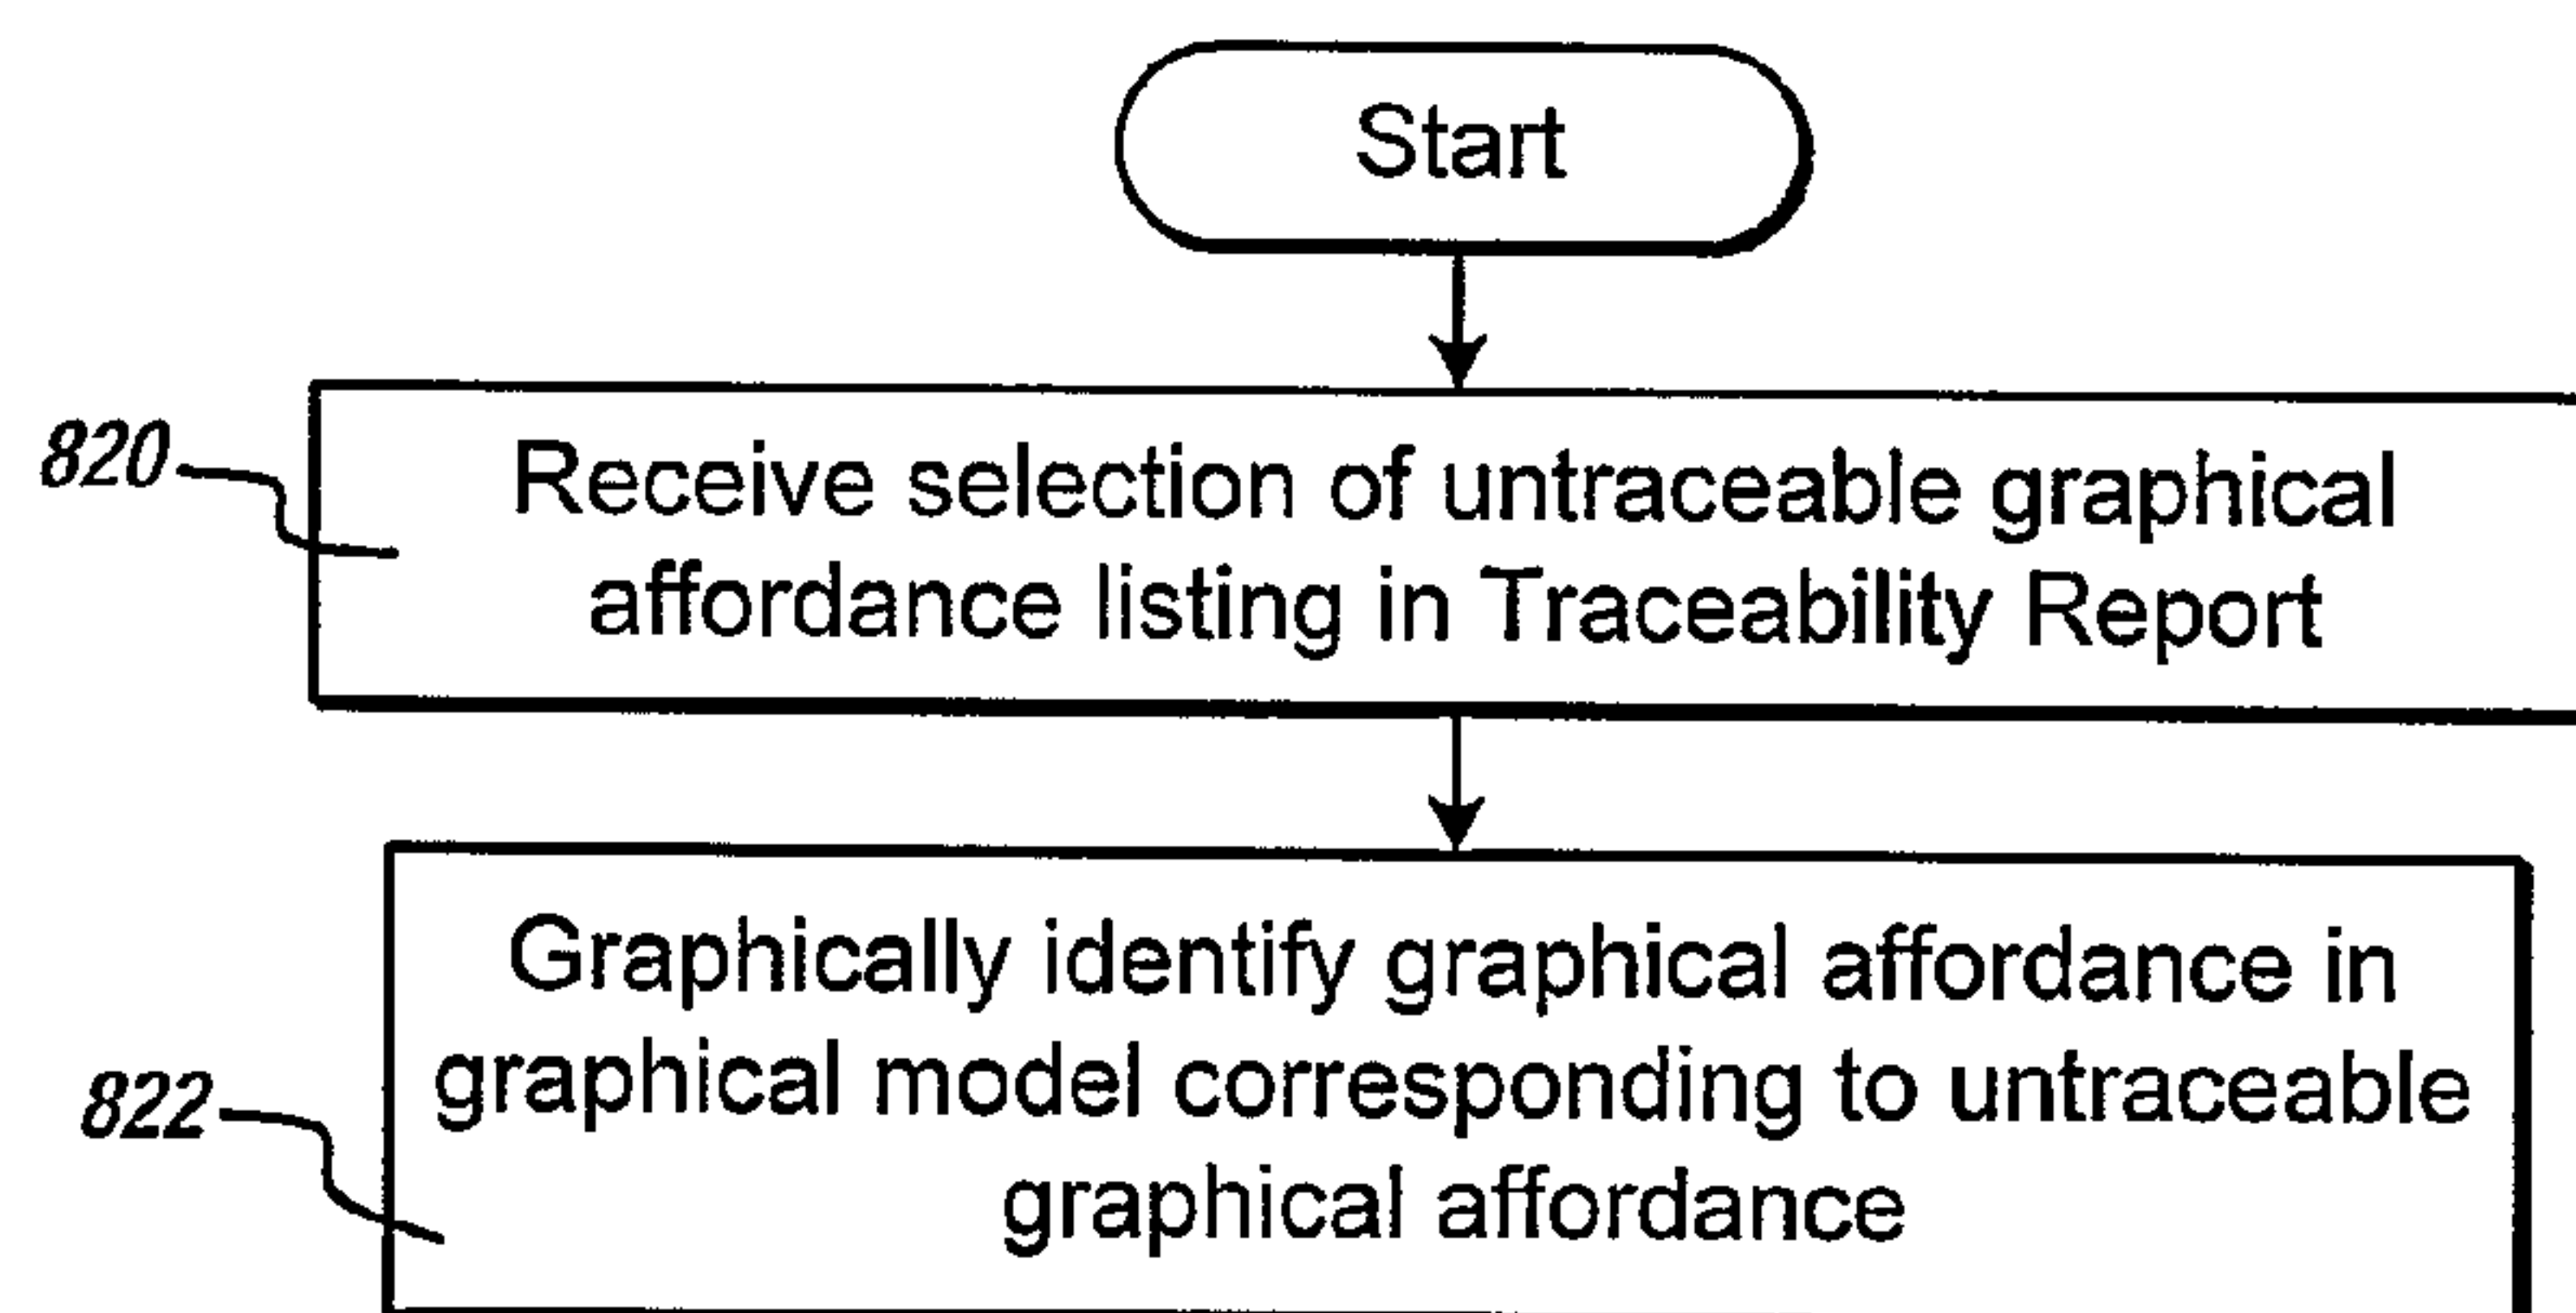 Start
820
Receive selection of untraceable graphical
affordance listing in Traceability Report
822
Graphically identify graphical affordance in
graphical model corresponding to untraceable
graphical affordance